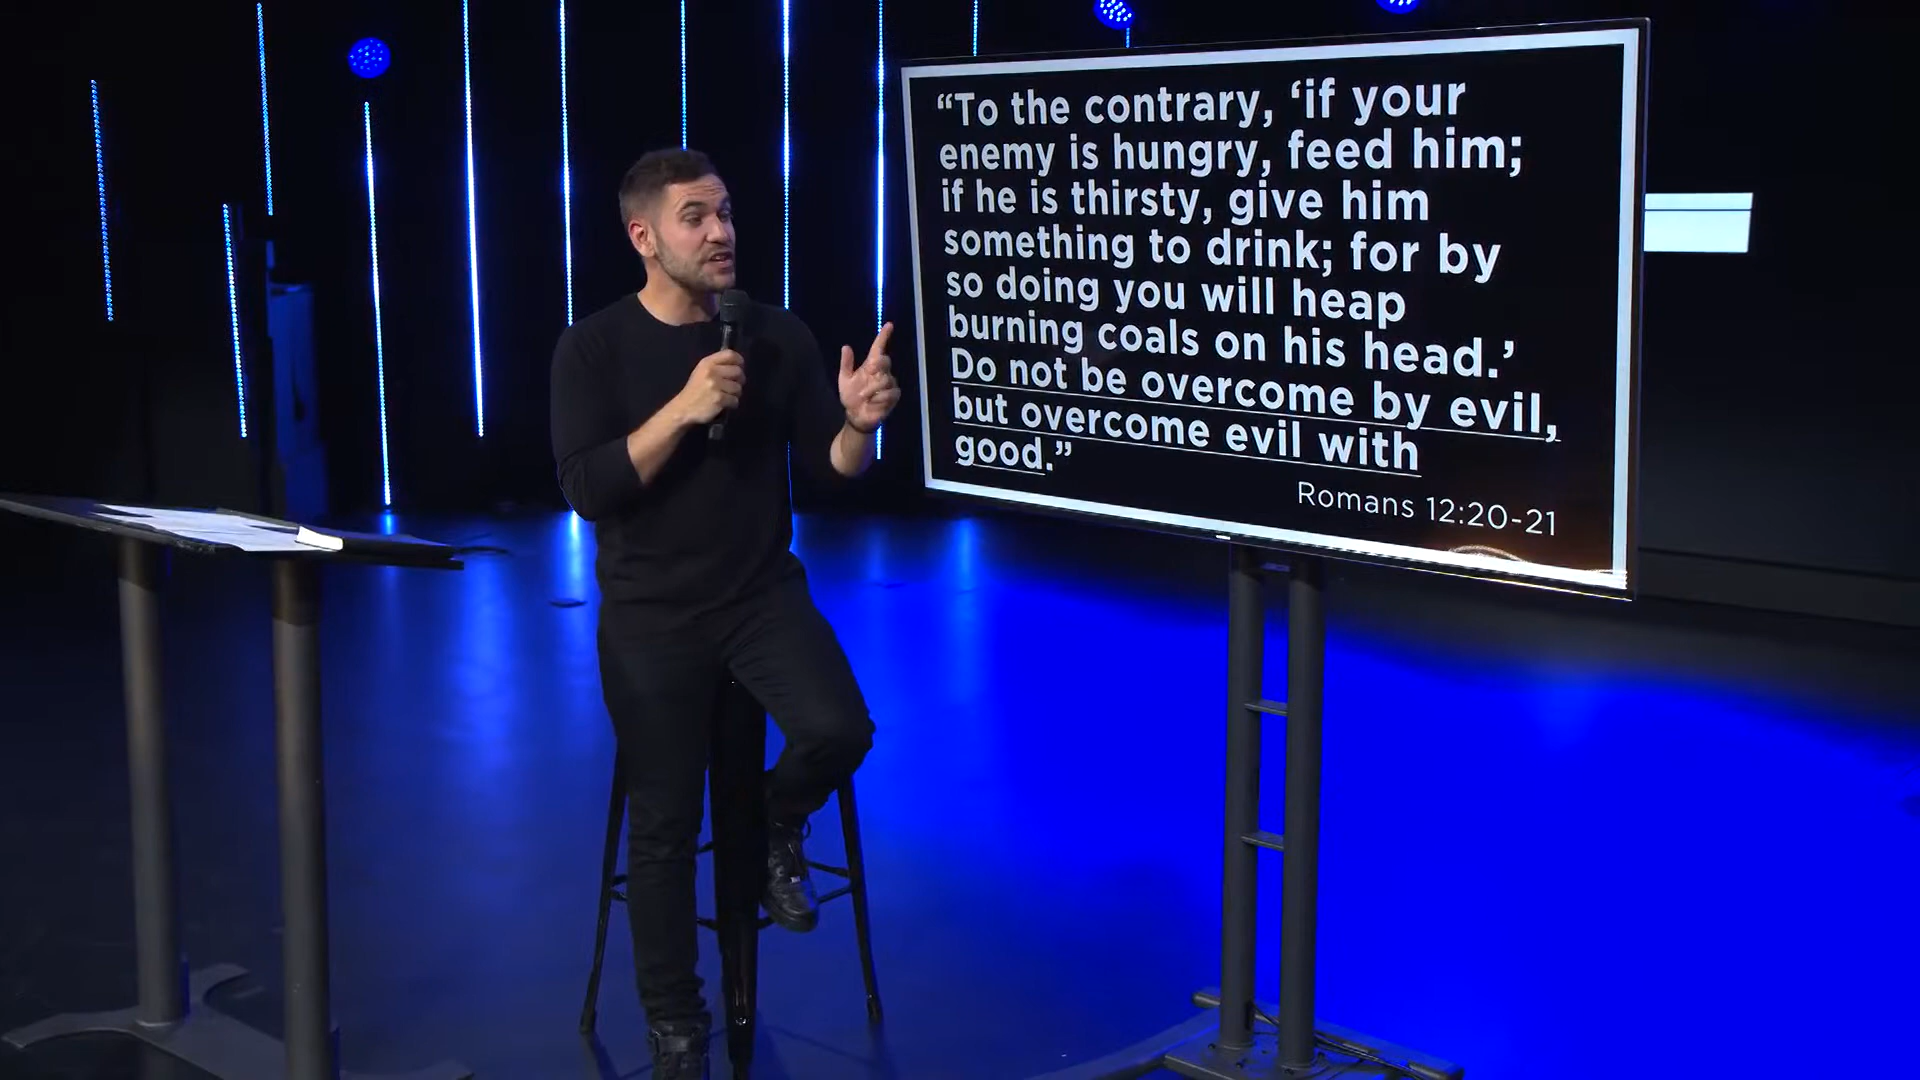 “To the contrary, ‘if your
enemy is hungry, feed him;
if he is thirsty, give him
something to drink; for by
so doing you will heap
burning coals on his head.’
Do not be overcome by evil,
but overcome evil with
good.”
Romans 12:20-21